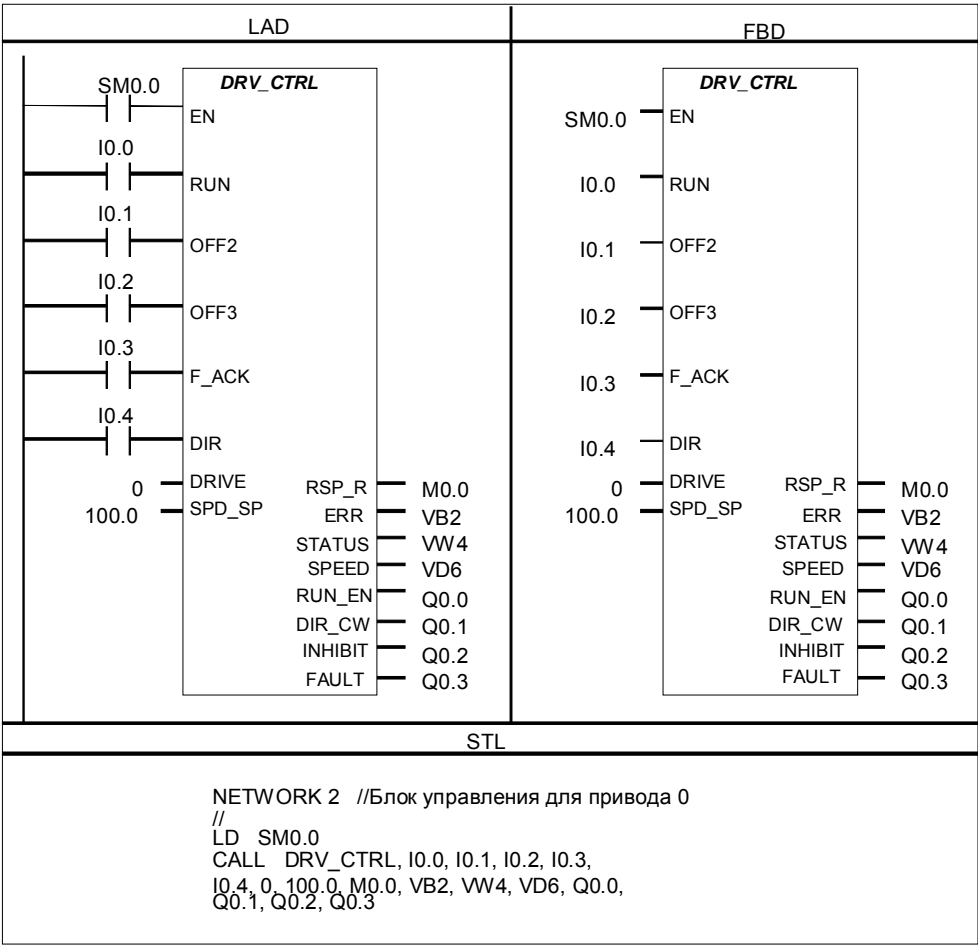 LAD
SM0.0
DRV_CTRL
EN
I0.0
RUN
I0.1
OFF2
I0.2
OFF3
I0.3
F_ACK
I0.4
DIR
0 DRIVE RSP_R M0.0
100.0 SPD_SP ERR VB2
STATUS VW4
SPEED VD6
RUN_EN Q0.0
DIR_CW Q0.1
INHIBIT Q0.2
FAULT Q0.3
FBD
DRV_CTRL
SM0.0 EN
I0.0 RUN
I0.1 OFF2
I0.2 OFF3
I0.3 F_ACK
I0.4 DIR
0 DRIVE RSP_R M0.0
100.0 SPD_SP ERR VB2
STATUS VW4
SPEED VD6
RUN_EN Q0.0
DIR_CW Q0.1
INHIBIT Q0.2
FAULT Q0.3
STL
NETWORK 2 //Блок управления для привода 0
//
LD SM0.0
CALL DRV_CTRL, I0.0, I0.1, I0.2, I0.3,
I0.4, 0, 100.0, M0.0, VB2, VW4, VD6, Q0.0,
Q0.1, Q0.2, Q0.3